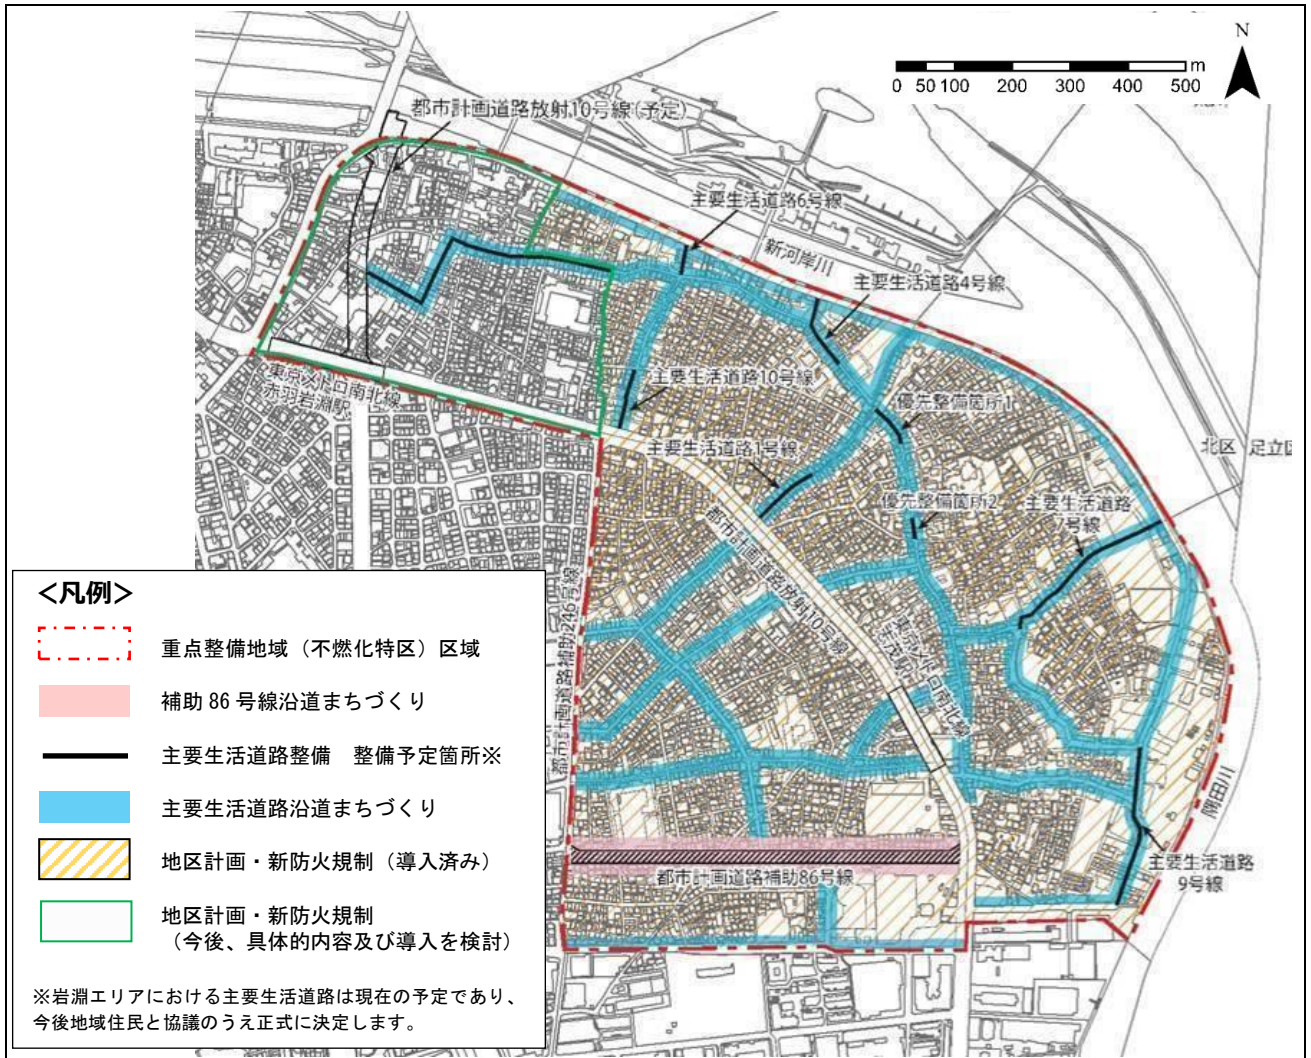 N
0 50 100 200 300 400 500 m
都市計画道路放射10号線(予定)
主要生活道路6号線
新河岸川
主要生活道路4号線
東京メトロ南北線
赤羽岩淵駅
主要生活道路10号線
優先整備箇所1
主要生活道路1号線
北区 足立区
優先整備箇所2
主要生活道路
7号線
都市計画道路放射10号線
都市計画道路補助246号線
東京メトロ南北線
志茂駅
隅田川
都市計画道路補助86号線
主要生活道路
9号線
<凡例>
重点整備地域（不燃化特区）区域
補助 86 号線沿道まちづくり
主要生活道路整備　整備予定箇所※
主要生活道路沿道まちづくり
地区計画・新防火規制（導入済み）
地区計画・新防火規制
（今後、具体的内容及び導入を検討）
※岩淵エリアにおける主要生活道路は現在の予定であり、
今後地域住民と協議のうえ正式に決定します。